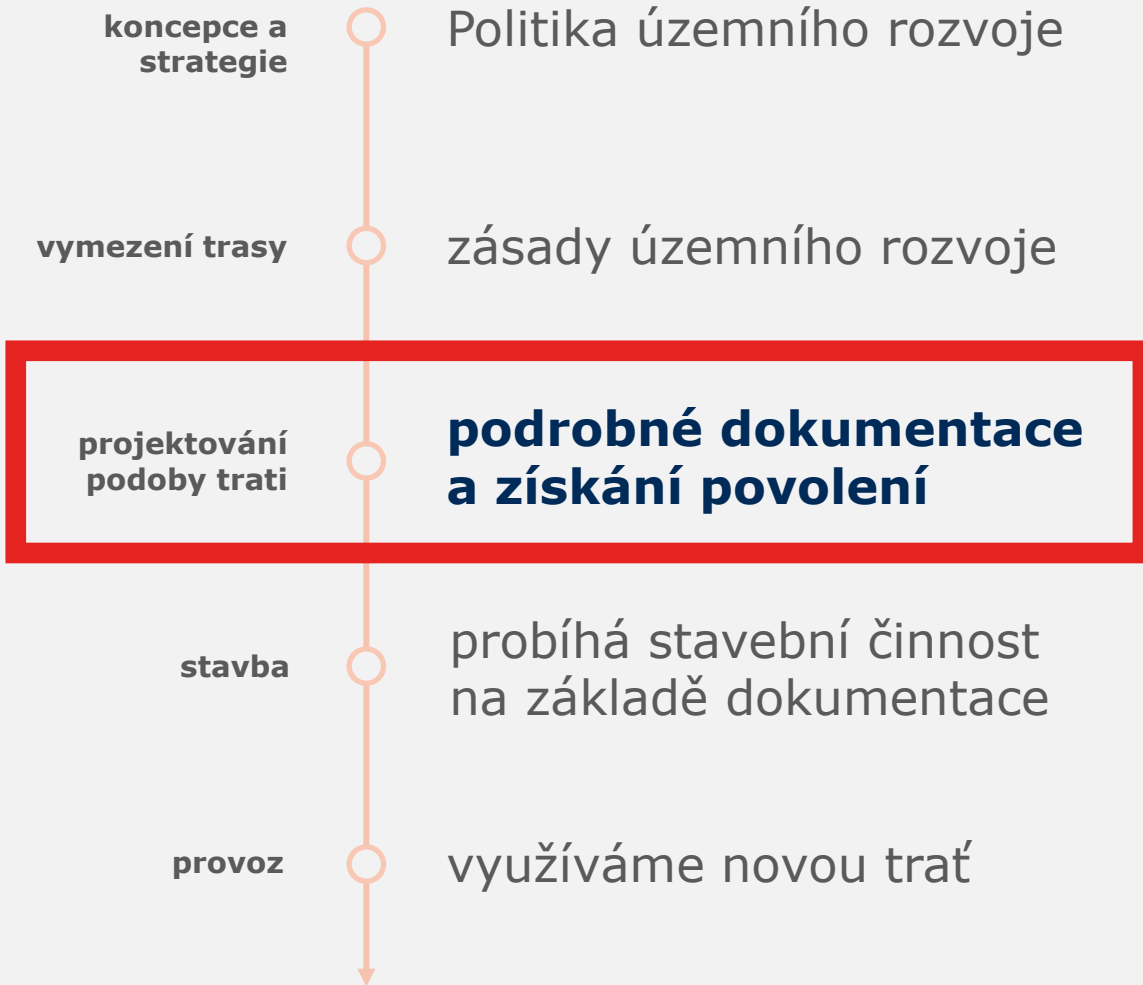 koncepce a
strategie
Politika územního rozvoje
vymezení trasy
zásady územního rozvoje
projektování
podoby trati
podrobné dokumentace
a získání povolení
stavba
probíhá stavební činnost
na základě dokumentace
provoz
využíváme novou trať